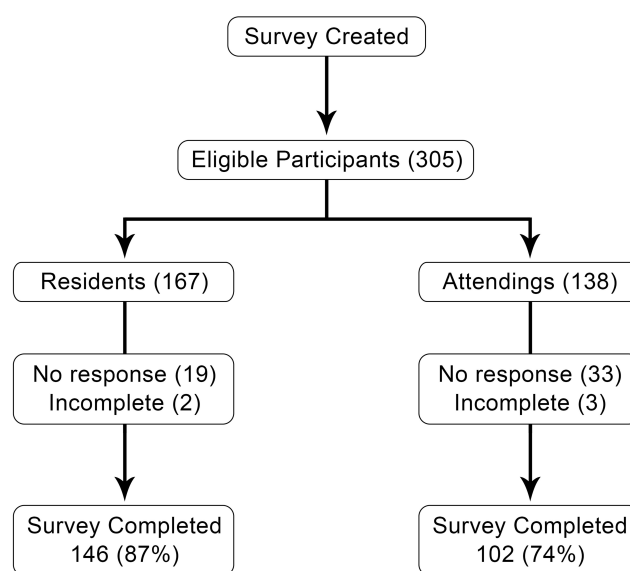 Survey Created
Eligible Participants (305)
Residents (167)
Attendings (138)
No response (19)
Incomplete (2)
No response (33)
Incomplete (3)
Survey Completed
146 (87%)
Survey Completed
102 (74%)